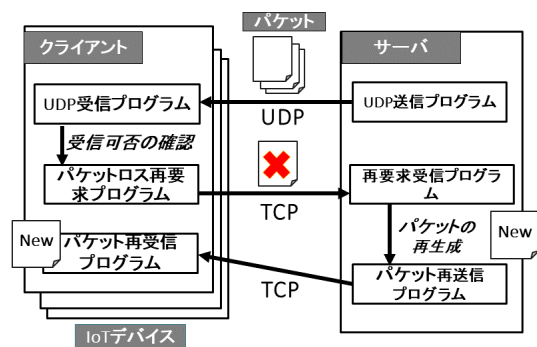 パケット
クライアント
サーバ
UDP受信プログラム
UDP
UDP送信プログラム
受信可否の確認
パケットロス再要
求プログラム
TCP
再要求受信プログラ
ム
パケットの
再生成
New
パケット再受信
プログラム
New
TCP
パケット再送信
プログラム
IoTデバイス